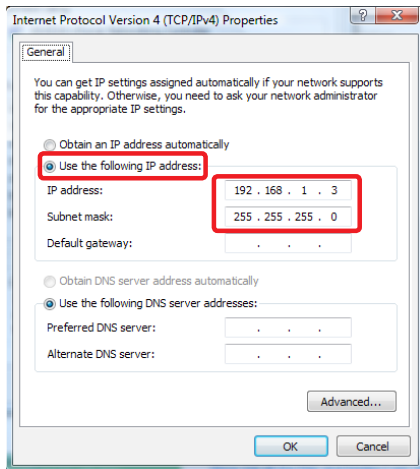 Internet Protocol Version 4 (TCP/IPv4) Properties
General
You can get IP settings assigned automatically if your network supports
this capability. Otherwise, you need to ask your network administrator
for the appropriate IP settings.
Obtain an IP address automatically
Use the following IP address:
IP address: 192 . 168 . 1 . 3
Subnet mask: 255 . 255 . 255 . 0
Default gateway: . . .
Obtain DNS server address automatically
Use the following DNS server addresses:
Preferred DNS server: . . .
Alternate DNS server: . . .
Advanced...
OK Cancel